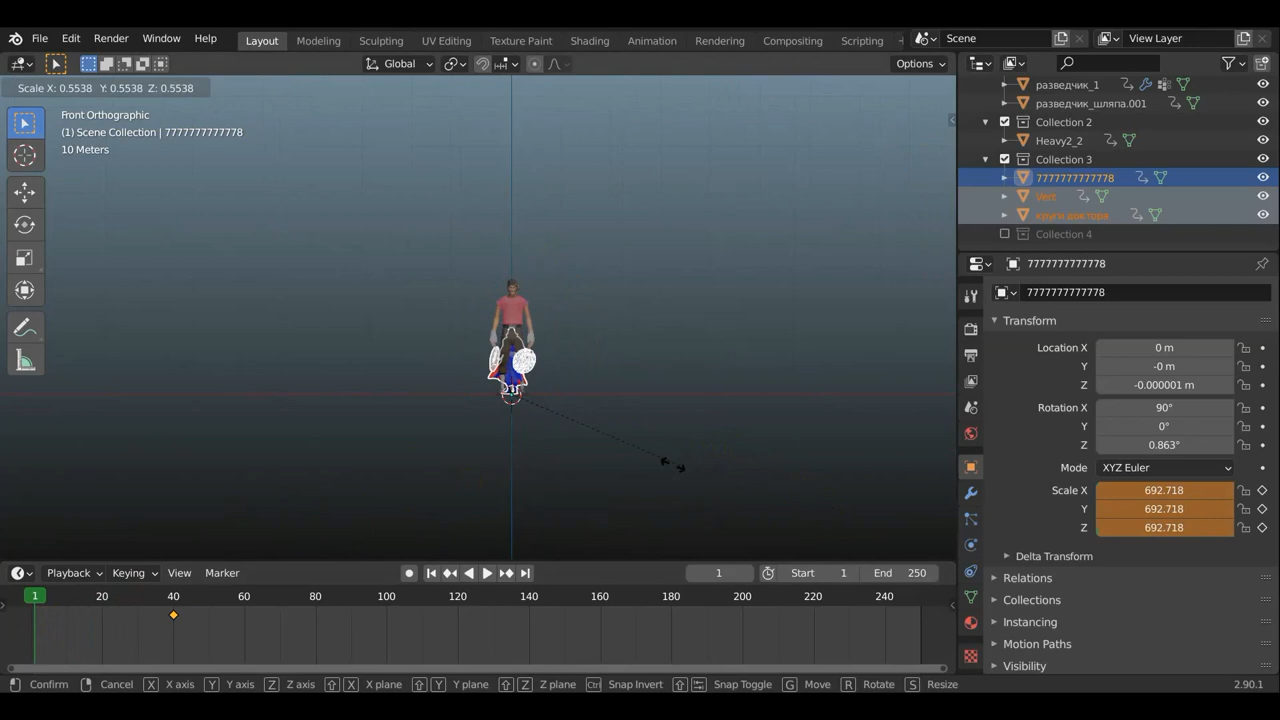 File Edit Render Window Help Layout Modeling Sculpting UV Editing Texture Paint Shading Animation Rendering Compositing Scripting Scene View Layer
Global Options
Scale X: 0.5538 Y: 0.5538 Z: 0.5538
Front Orthographic
(1) Scene Collection | 7777777777778
10 Meters
разведчик_1
разведчик_шляпа.001
Collection 2
Heavy2_2
Collection 3
7777777777778
vert
круги доктора
Collection 4
7777777777778
7777777777778
Transform
Location X 0 m
Y -0 m
Z -0.000001 m
Rotation X 90°
Y 0°
Z 0.863°
Mode XYZ Euler
Scale X 692.718
Y 692.718
Z 692.718
Delta Transform
Relations
Collections
Instancing
Motion Paths
Visibility
Playback Keying View Marker 1 Start 1 End 250
1 20 40 60 80 100 120 140 160 180 200 220 240
Confirm Cancel X X axis Y Y axis Z Z axis X X plane Y Y plane Z Z plane Ctrl Snap Invert Snap Toggle G Move R Rotate S Resize 2.90.1